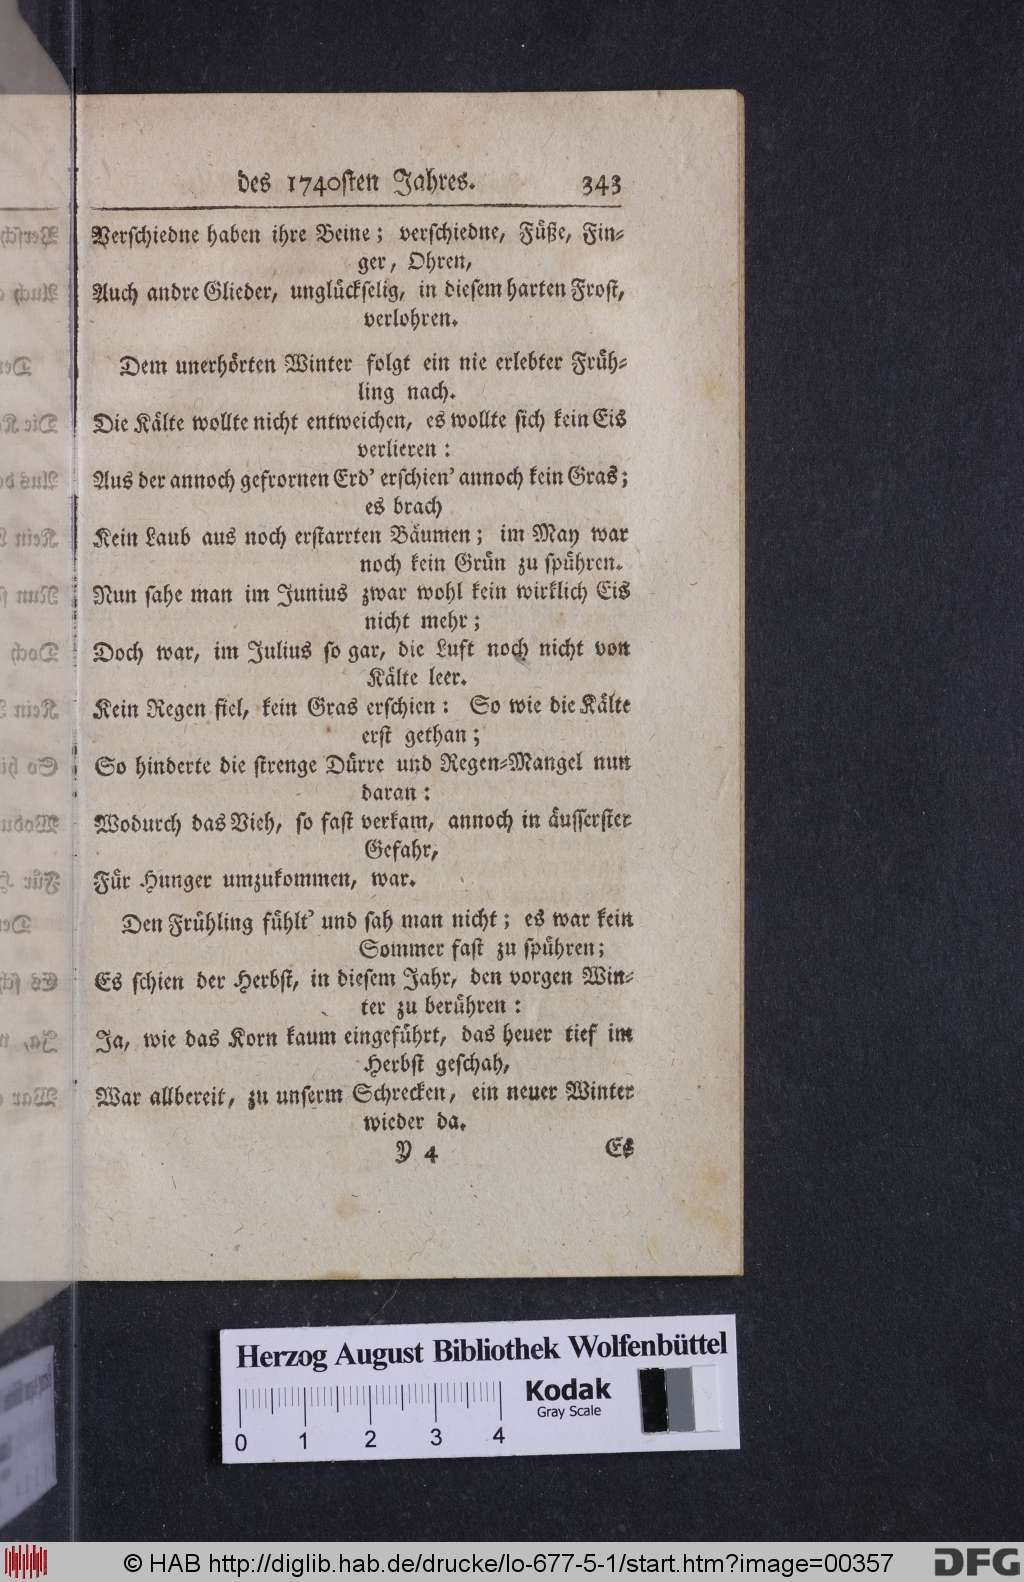 des 1740sten Jahres. 343
Verschiedne haben ihre Beine; verschiedne, Füße, Fin-
ger, Ohren,
Auch andre Glieder, unglückselig, in diesem harten Frost,
verlohren.
Dem unerhörten Winter folgt ein nie erlebter Früh-
ling nach.
Die Kälte wollte nicht entweichen, es wollte sich kein Eis
verlieren:
Aus der annoch gefrornen Erd' erschien' annoch kein Gras;
es brach
Kein Laub aus noch erstarrten Bäumen; im May war
noch kein Grün zu spühren.
Nun sahe man im Junius zwar wohl kein wirklich Eis
nicht mehr;
Doch war, im Julius so gar, die Luft noch nicht von
Kälte leer.
Kein Regen fiel, kein Gras erschien: So wie die Kälte
erst gethan;
So hinderte die strenge Dürre und Regen-Mangel nun
daran:
Wodurch das Vieh, so fast verkam, annoch in äusserster
Gefahr,
Für Hunger umzukommen, war.
Den Frühling fühlt' und sah man nicht; es war kein
Sommer fast zu spühren;
Es schien der Herbst, in diesem Jahr, den vorgen Win-
ter zu berühren:
Ja, wie das Korn kaum eingeführt, das heuer tief im
Herbst geschah,
War allbereit, zu unserm Schrecken, ein neuer Winter
wieder da.
Y 4 Es
Herzog August Bibliothek Wolfenbüttel
Kodak
Gray Scale
0 1 2 3 4
© HAB http://diglib.hab.de/drucke/lo-677-5-1/start.htm?image=00357
DFG